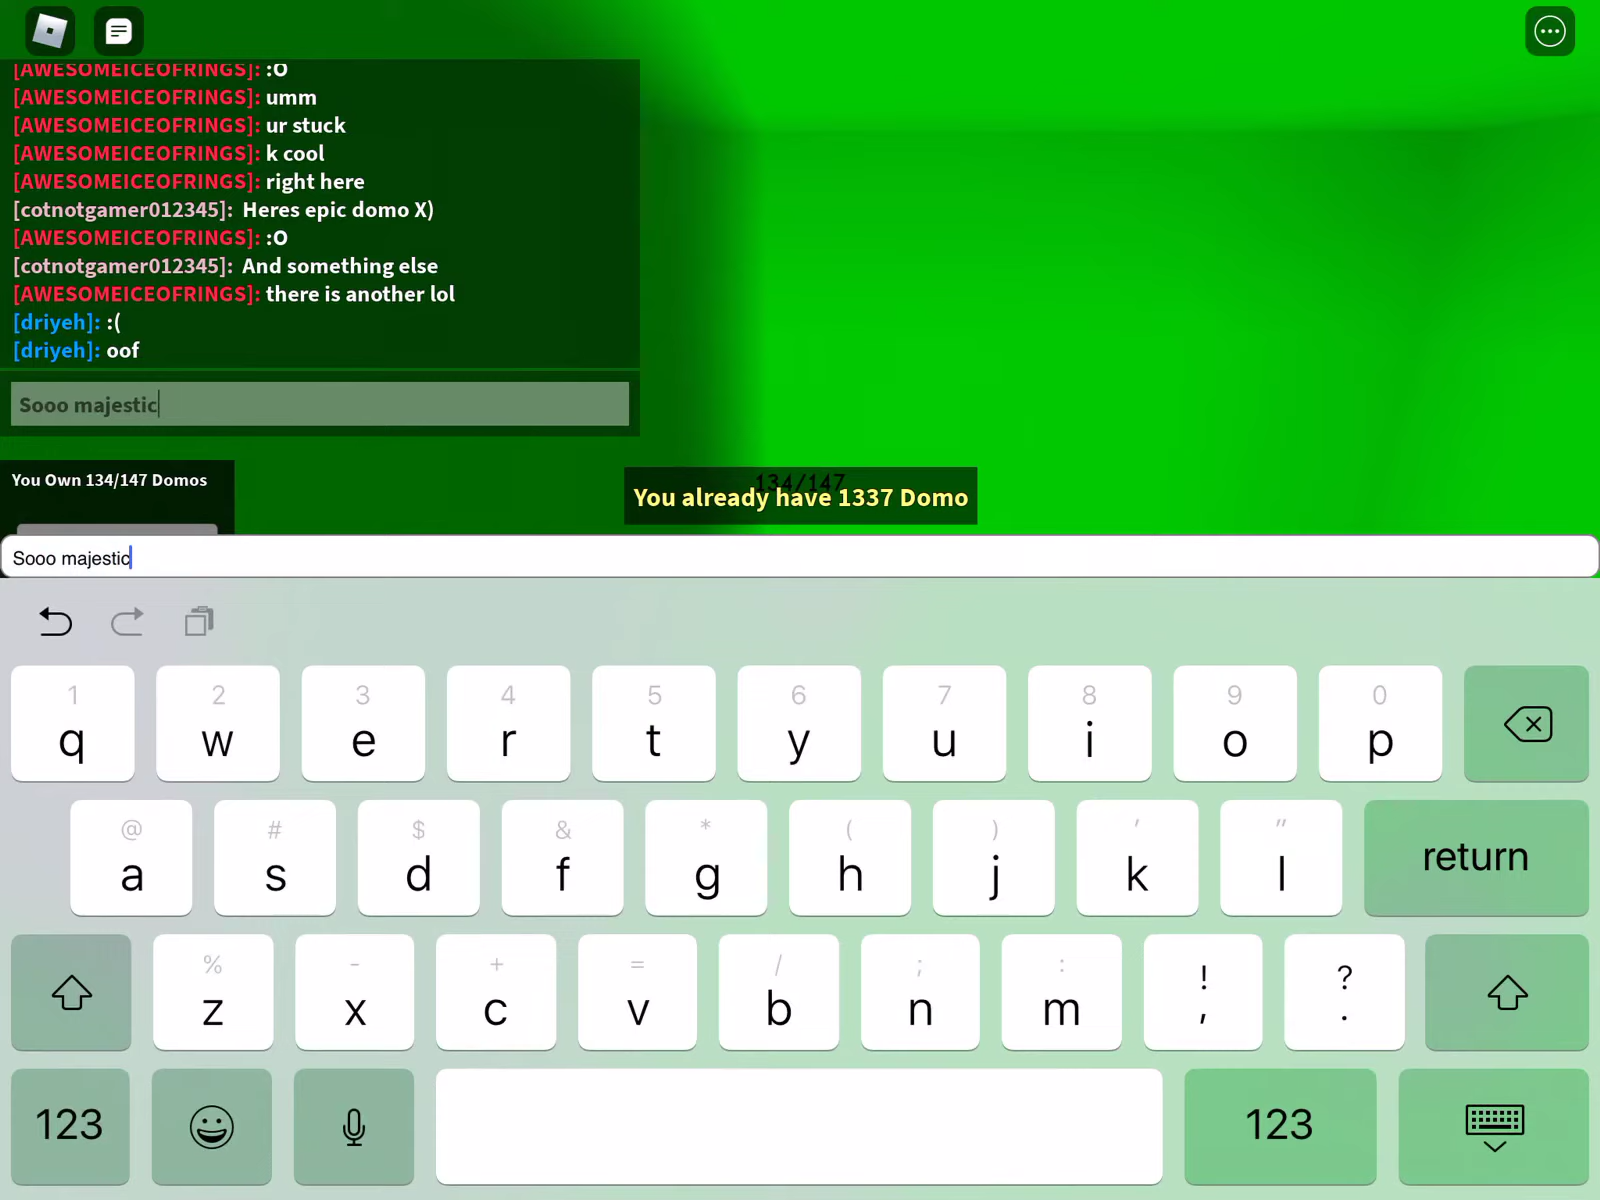 [AWESOMEICEOFRINGS]: :O
[AWESOMEICEOFRINGS]: umm
[AWESOMEICEOFRINGS]: ur stuck
[AWESOMEICEOFRINGS]: k cool
[AWESOMEICEOFRINGS]: right here
[cotnotgamer012345]: Heres epic domo X)
[AWESOMEICEOFRINGS]: :O
[cotnotgamer012345]: And something else
[AWESOMEICEOFRINGS]: there is another lol
[driyeh]: :(
[driyeh]: oof
Sooo majestic
You Own 134/147 Domos
134/147
You already have 1337 Domo
Sooo majestic
1 2 3 4 5 6 7 8 9 0
q w e r t y u i o p
@ # $ & * ( ) ' "
a s d f g h j k l return
% - + = / ; : ! ?
z x c v b n m , .
123 123